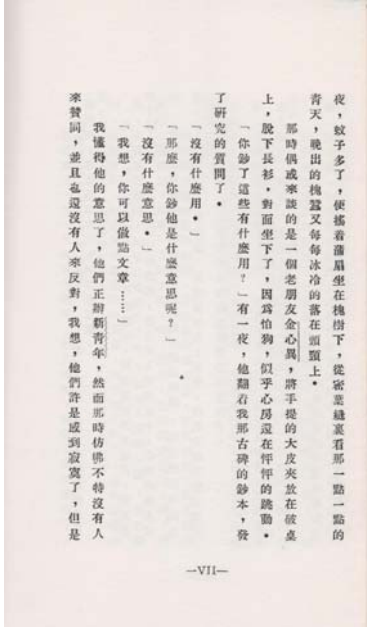 夜，蚊子多了，便搖着蒲扇坐在槐樹下，從密葉縫裏看那一點一點的
青天，晚出的槐蠶又每每冰冷的落在頭頸上。
那時偶或來談的是一個老朋友金心異，將手提的大皮夾放在破桌
上，脫下長衫，對面坐下了，因爲怕狗，似乎心房還在怦怦的跳動。
「你鈔了這些有什麼用？」有一夜，他翻着我那古碑的鈔本，發
了研究的質問了。
「沒有什麼用。」
「那麼，你鈔他是什麼意思呢？」
「沒有什麼意思。」
「我想，你可以做點文章……」
我懂得他的意思了，他們正辦新青年，然而那時仿彿不特沒有人
來贊同，並且也還沒有人來反對，我想，他們許是感到寂寞了，但是
—VII—